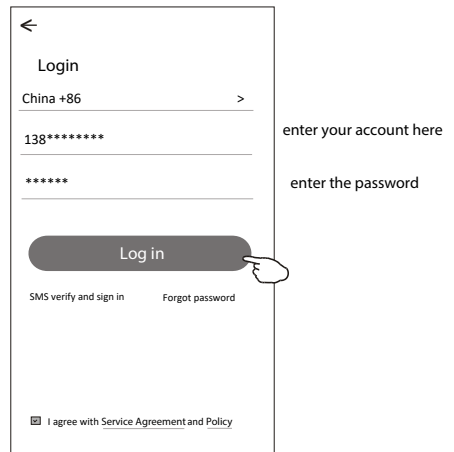 Login
China +86 >
138********
enter your account here
******
enter the password
Log in
SMS verify and sign in
Forgot password
I agree with Service Agreement and Policy